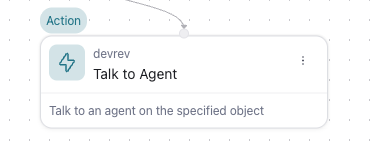 Action
devrev
Talk to Agent
Talk to an agent on the specified object